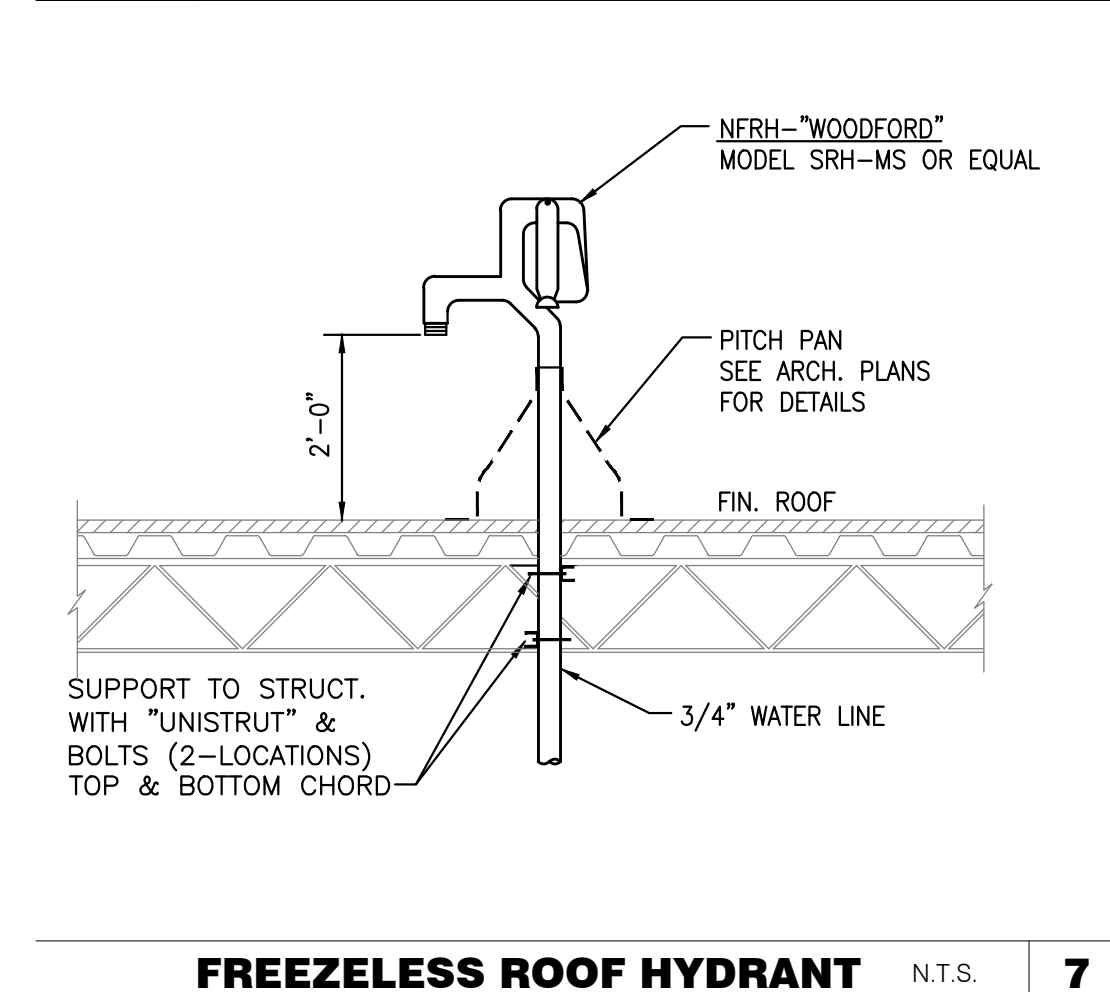 NFRH-"WOODFORD"
MODEL SRH-MS OR EQUAL
PITCH PAN
SEE ARCH. PLANS
FOR DETAILS
2'-0"
FIN. ROOF
SUPPORT TO STRUCT.
WITH "UNISTRUT" &
BOLTS (2-LOCATIONS)
TOP & BOTTOM CHORD
3/4" WATER LINE
FREEZELESS ROOF HYDRANT N.T.S. 7